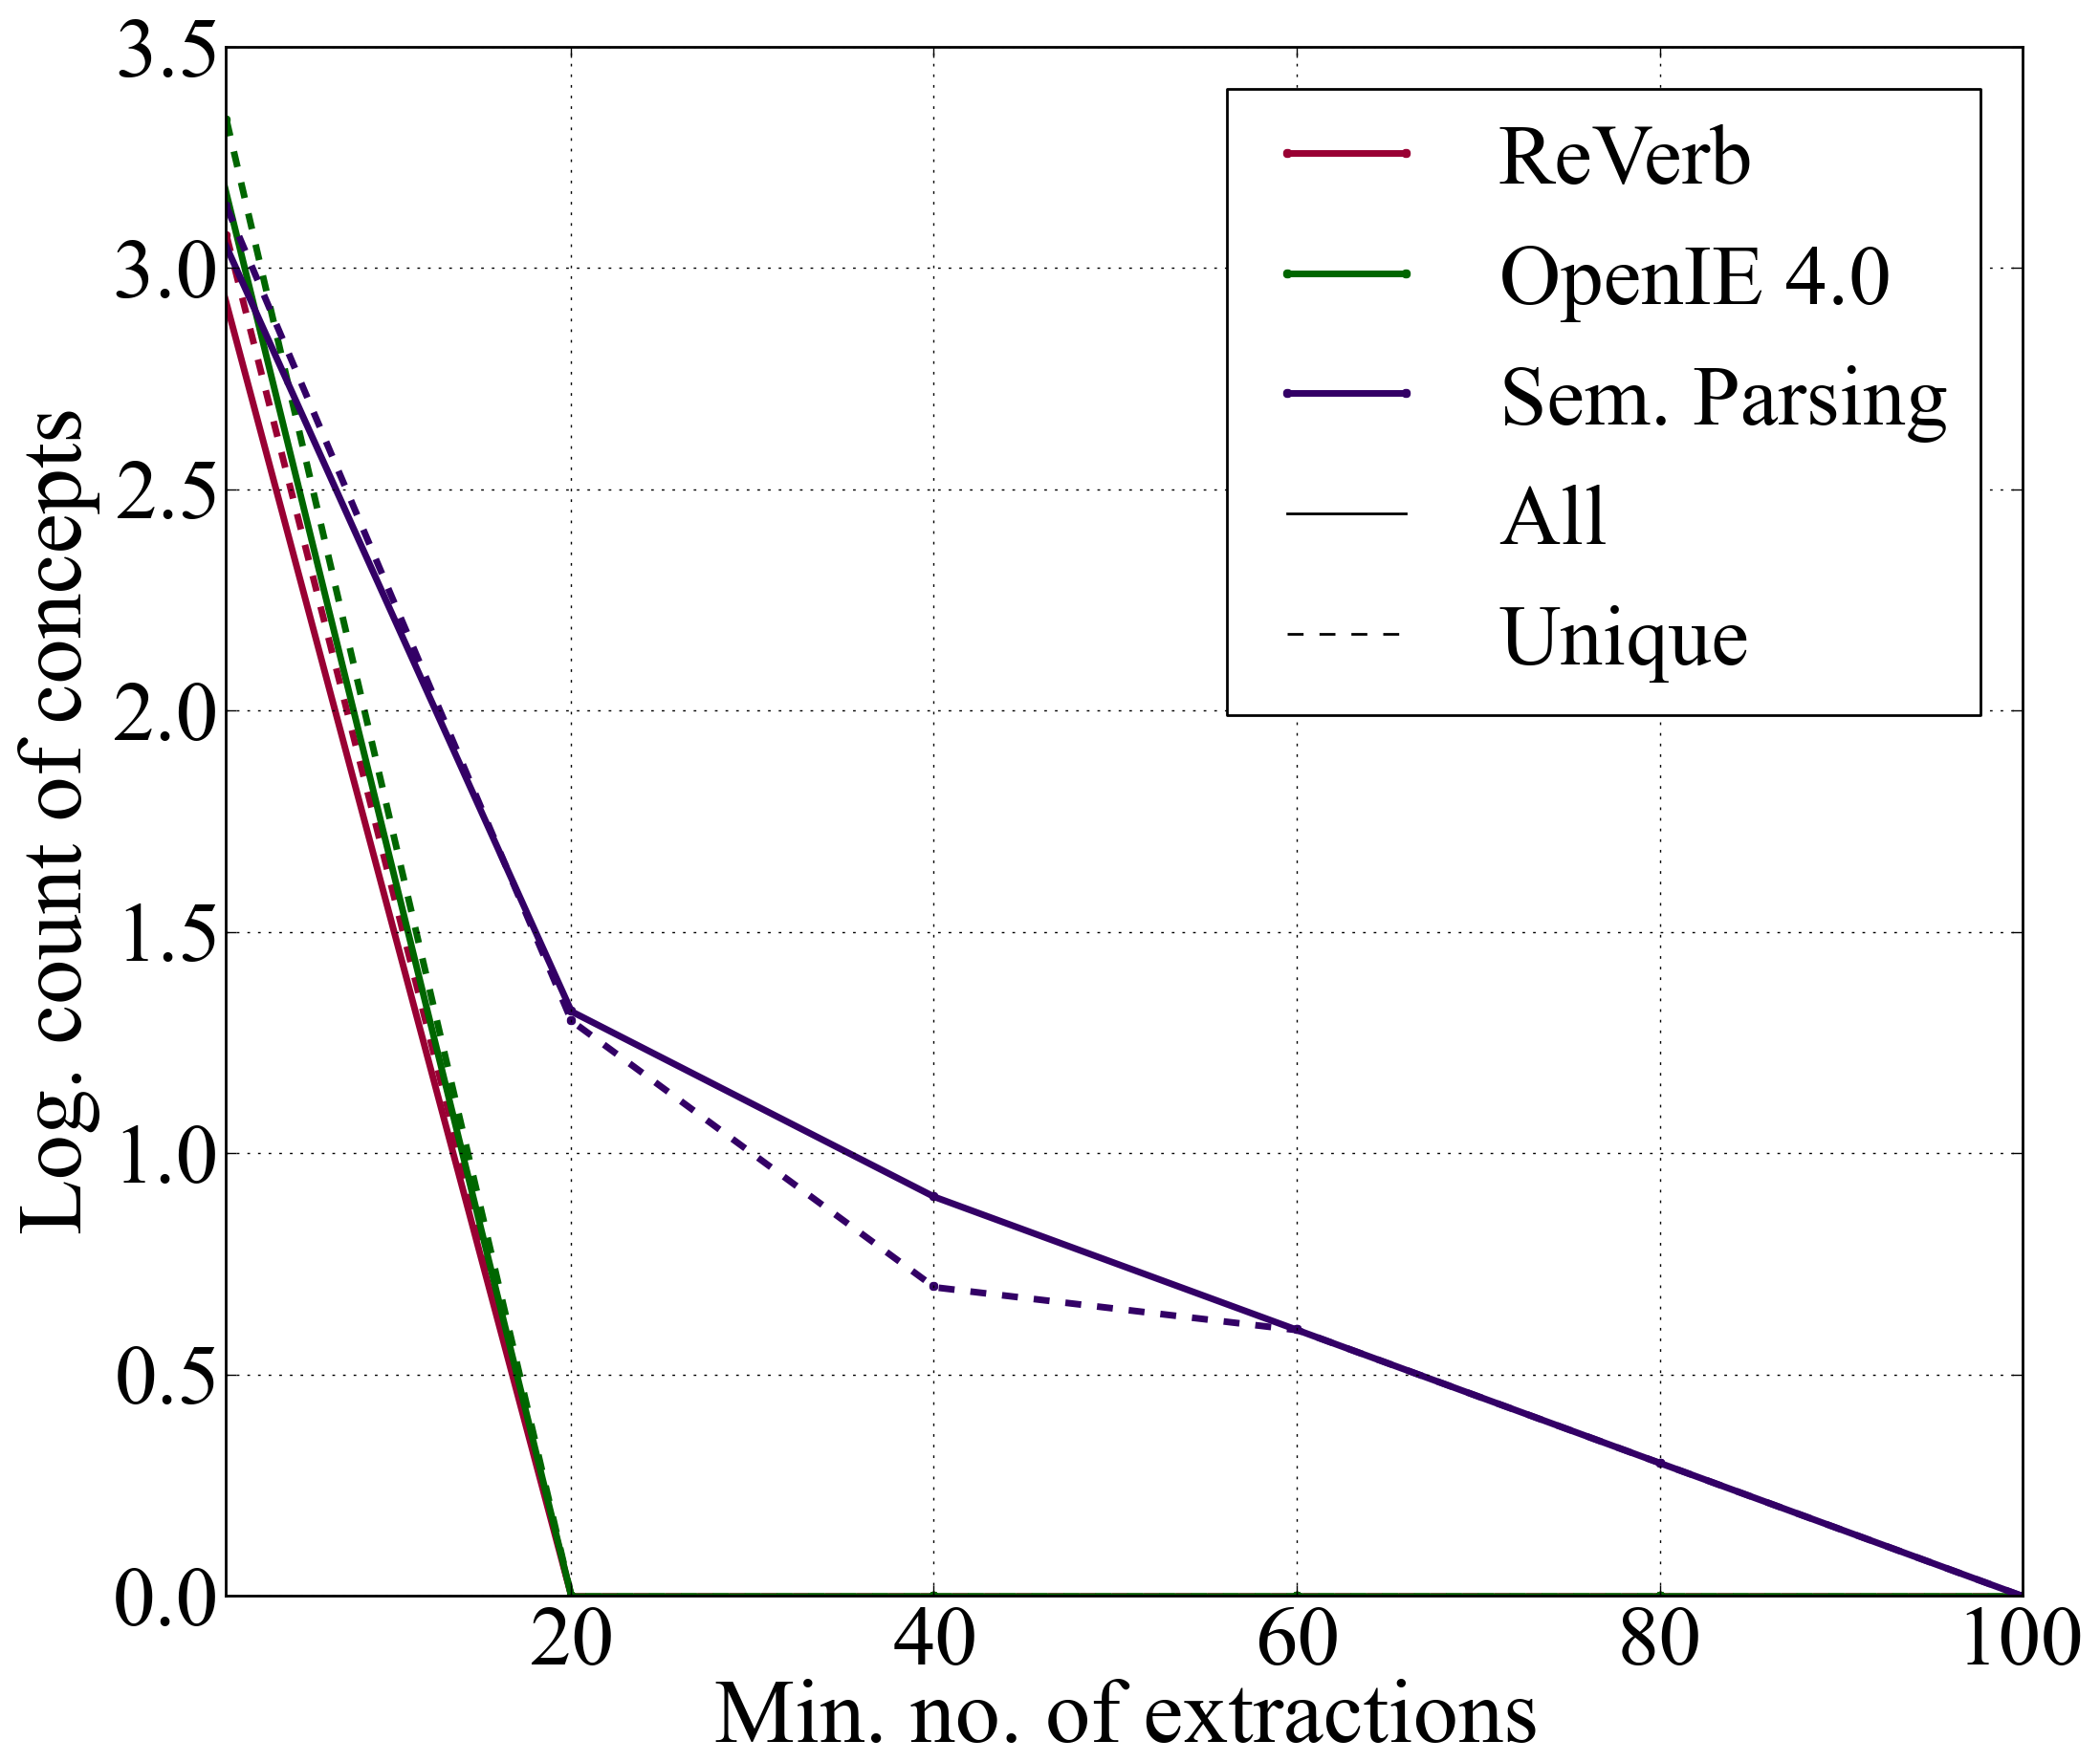 3.5
3.0
2.5
2.0
1.5
1.0
0.5
0.0
Log. count of concepts
ReVerb
OpenIE 4.0
Sem. Parsing
All
Unique
20 40 60 80 100
Min. no. of extractions